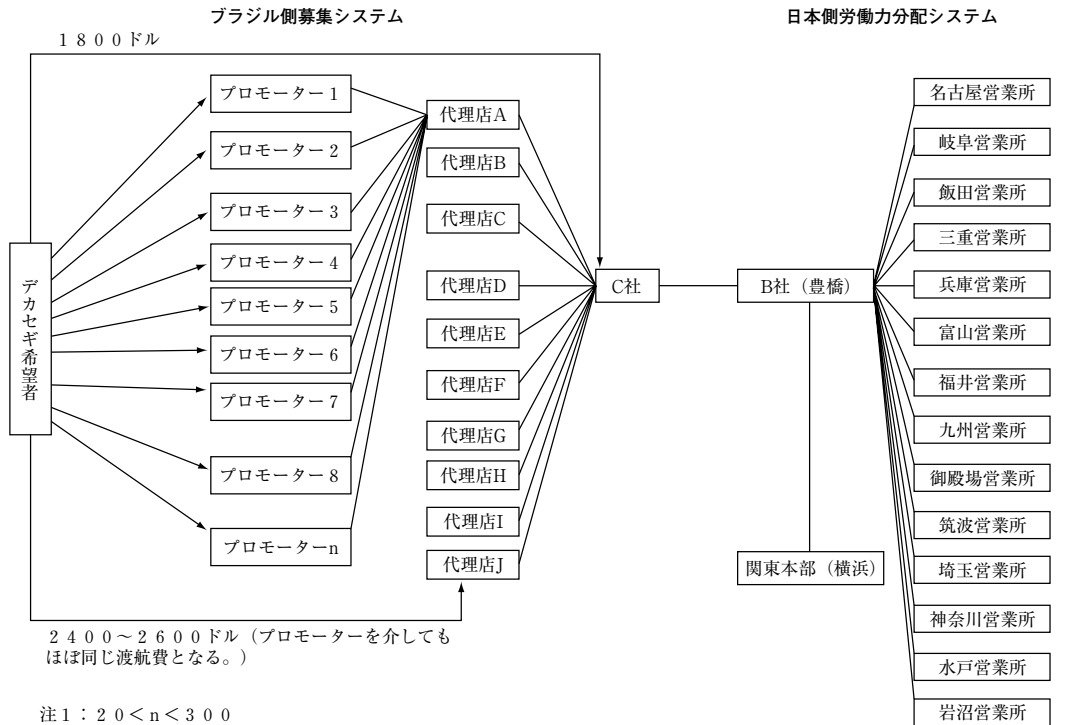 ブラジル側募集システム
日本側労働力分配システム
１８００ドル
デカセギ希望者
プロモーター１
プロモーター２
プロモーター３
プロモーター４
プロモーター５
プロモーター６
プロモーター７
プロモーター８
プロモーターn
代理店A
代理店B
代理店C
代理店D
代理店E
代理店F
代理店G
代理店H
代理店I
代理店J
C社
B社（豊橋）
関東本部（横浜）
名古屋営業所
岐阜営業所
飯田営業所
三重営業所
兵庫営業所
富山営業所
福井営業所
九州営業所
御殿場営業所
筑波営業所
埼玉営業所
神奈川営業所
水戸営業所
岩沼営業所
２４００～２６００ドル（プロモーターを介しても
ほぼ同じ渡航費となる。）
注１：２０＜n＜３００